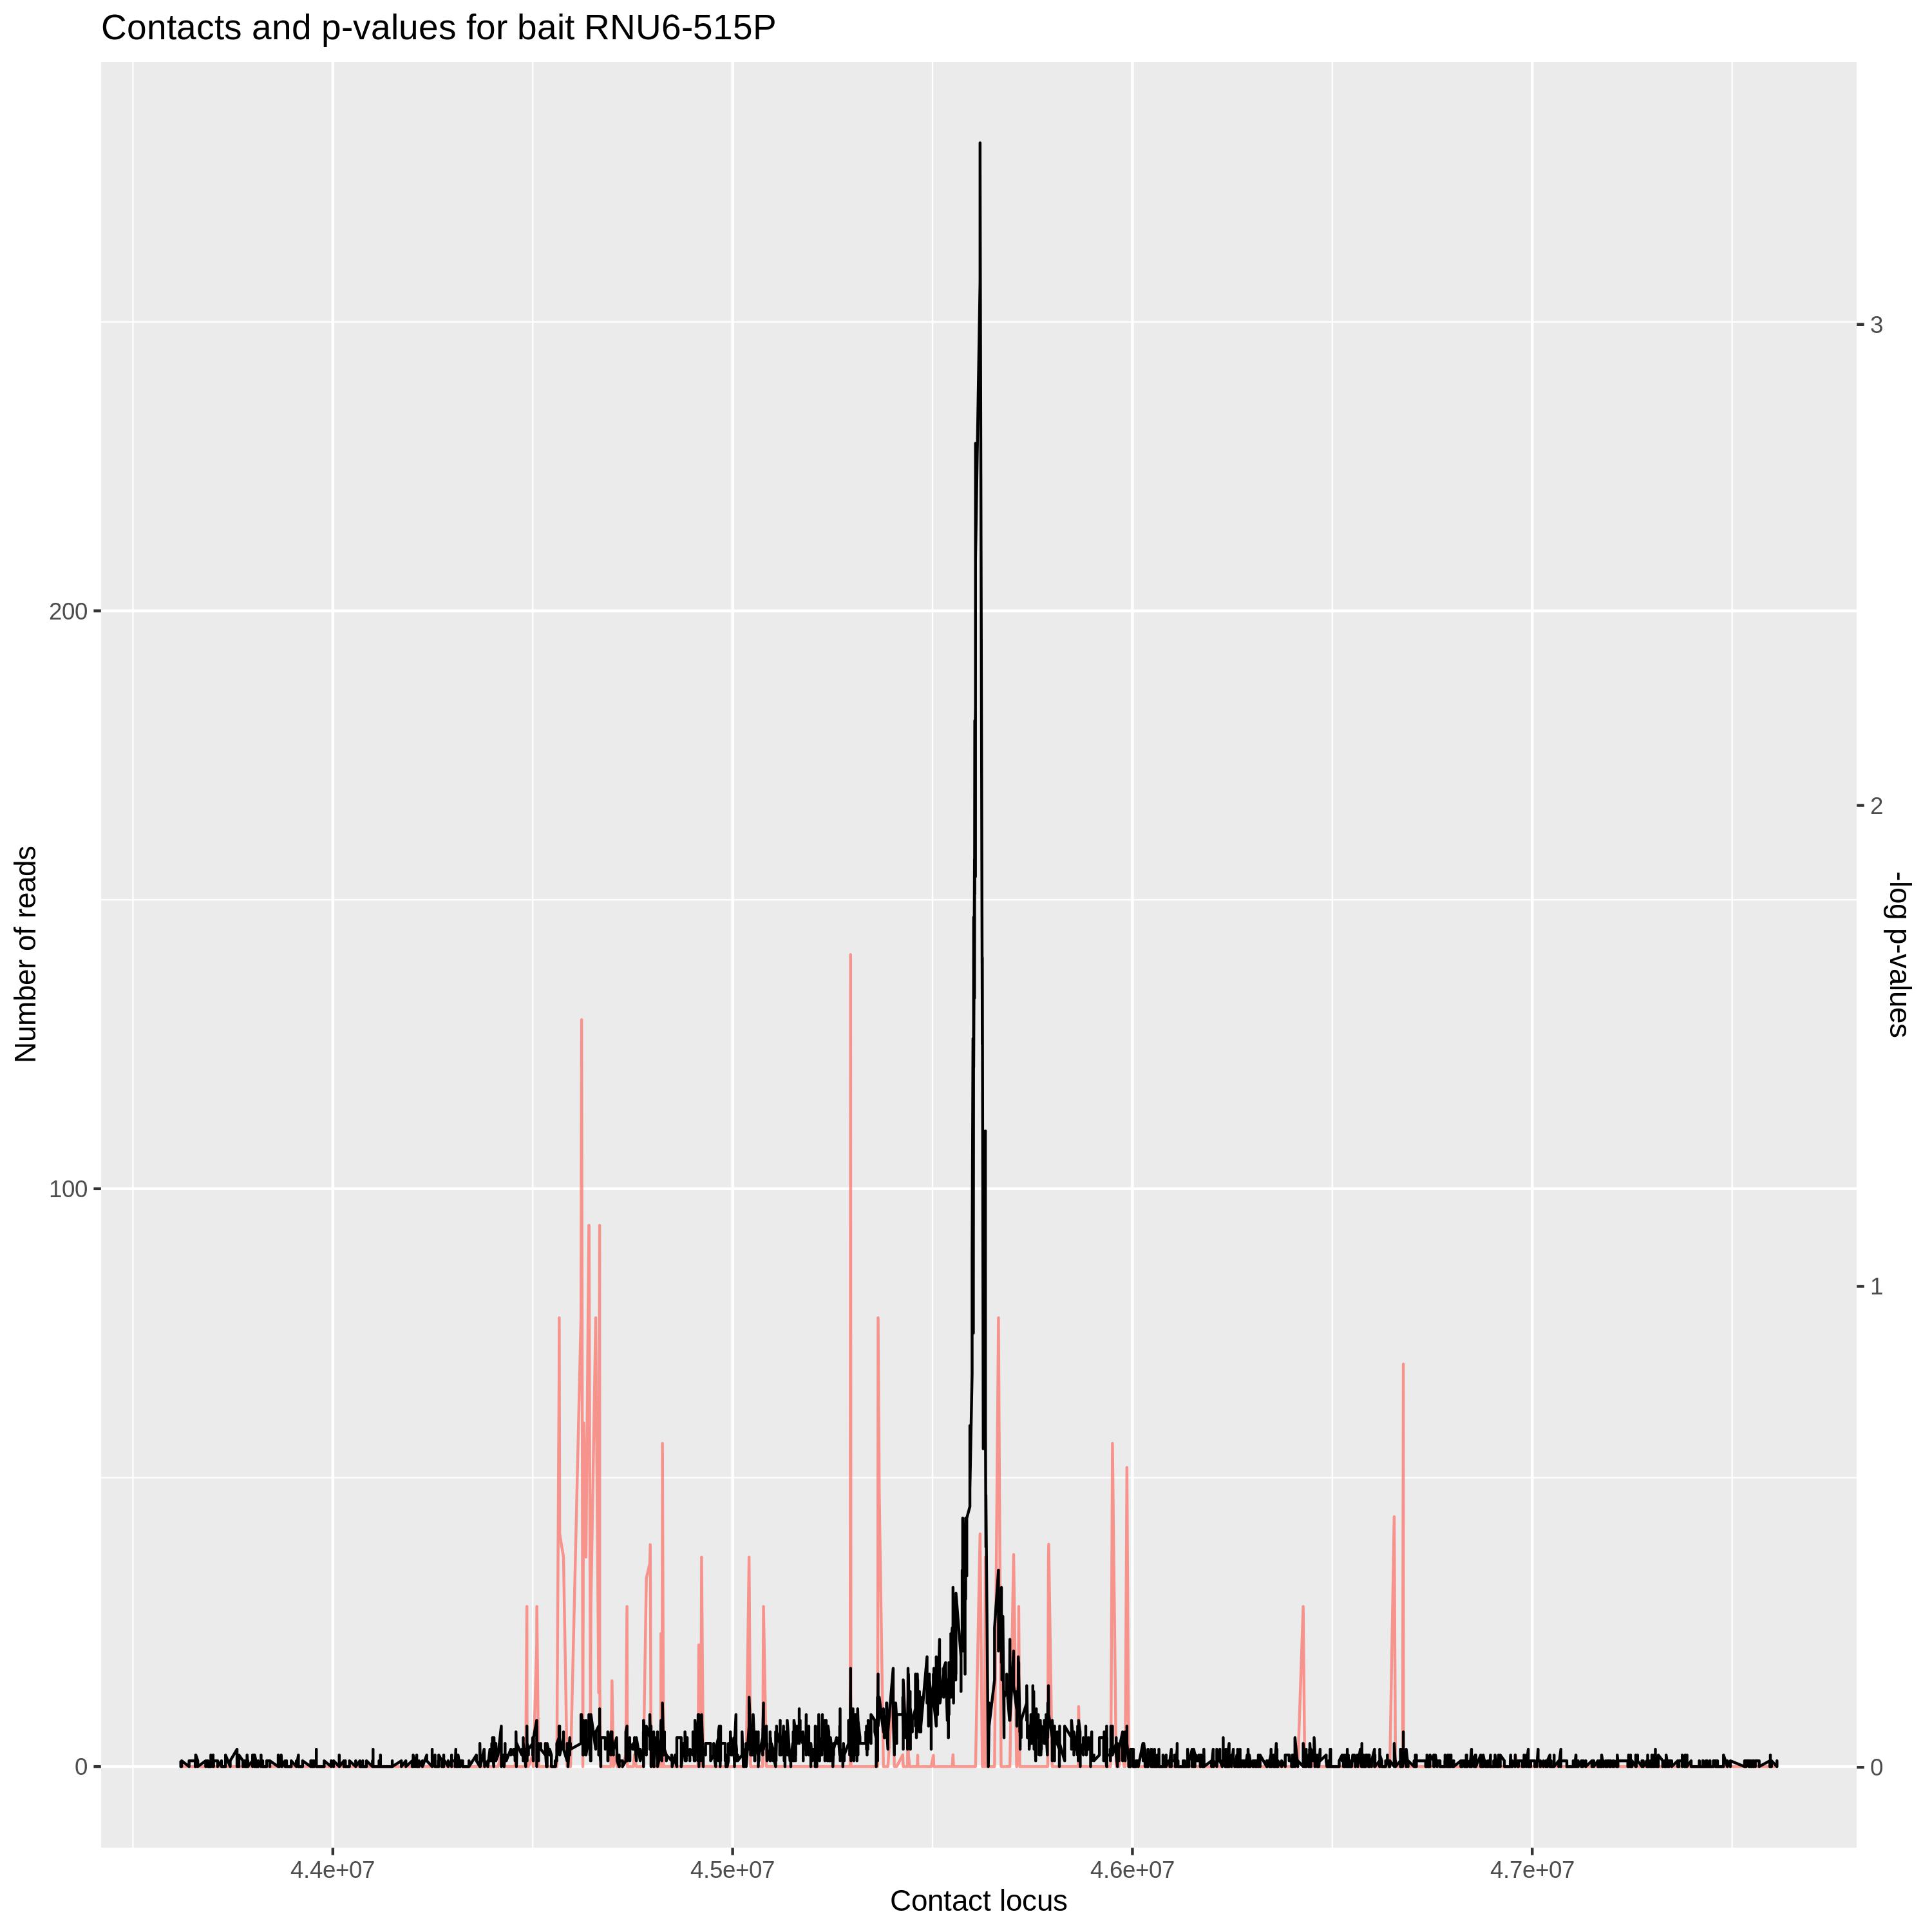 Contacts and p-values for bait RNU6-515P
Number of reads
200
100
0
3
2
1
0
-log p-values
4.4e+07
4.5e+07
4.6e+07
4.7e+07
Contact locus